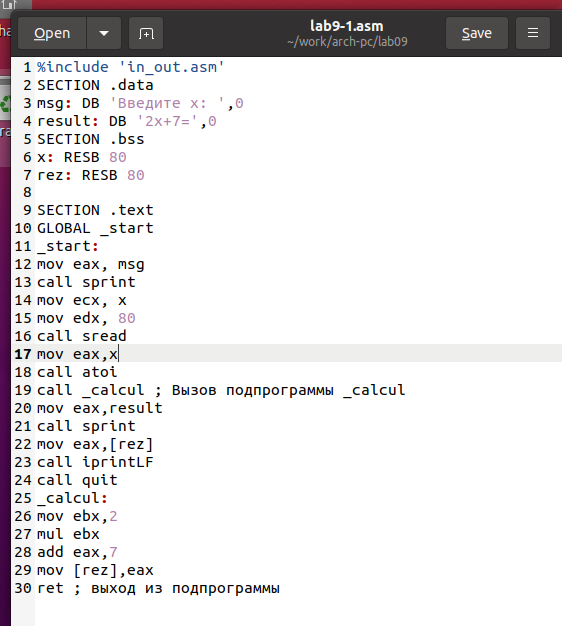 Open
lab9-1.asm
~/work/arch-pc/lab09
Save
1 %include 'in_out.asm'
2 SECTION .data
3 msg: DB 'Введите x: ',0
4 result: DB '2x+7=',0
5 SECTION .bss
6 x: RESB 80
7 rez: RESB 80
8
9 SECTION .text
10 GLOBAL _start
11 _start:
12 mov eax, msg
13 call sprint
14 mov ecx, x
15 mov edx, 80
16 call sread
17 mov eax,x
18 call atoi
19 call _calcul ; Вызов подпрограммы _calcul
20 mov eax,result
21 call sprint
22 mov eax,[rez]
23 call iprintLF
24 call quit
25 _calcul:
26 mov ebx,2
27 mul ebx
28 add eax,7
29 mov [rez],eax
30 ret ; выход из подпрограммы